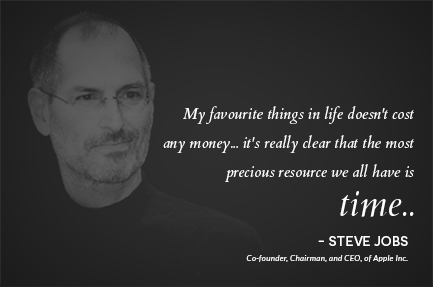 My favourite things in life doesn't cost
any money... it's really clear that the most
precious resource we all have is
time..
– STEVE JOBS
Co-founder, Chairman, and CEO, of Apple Inc.